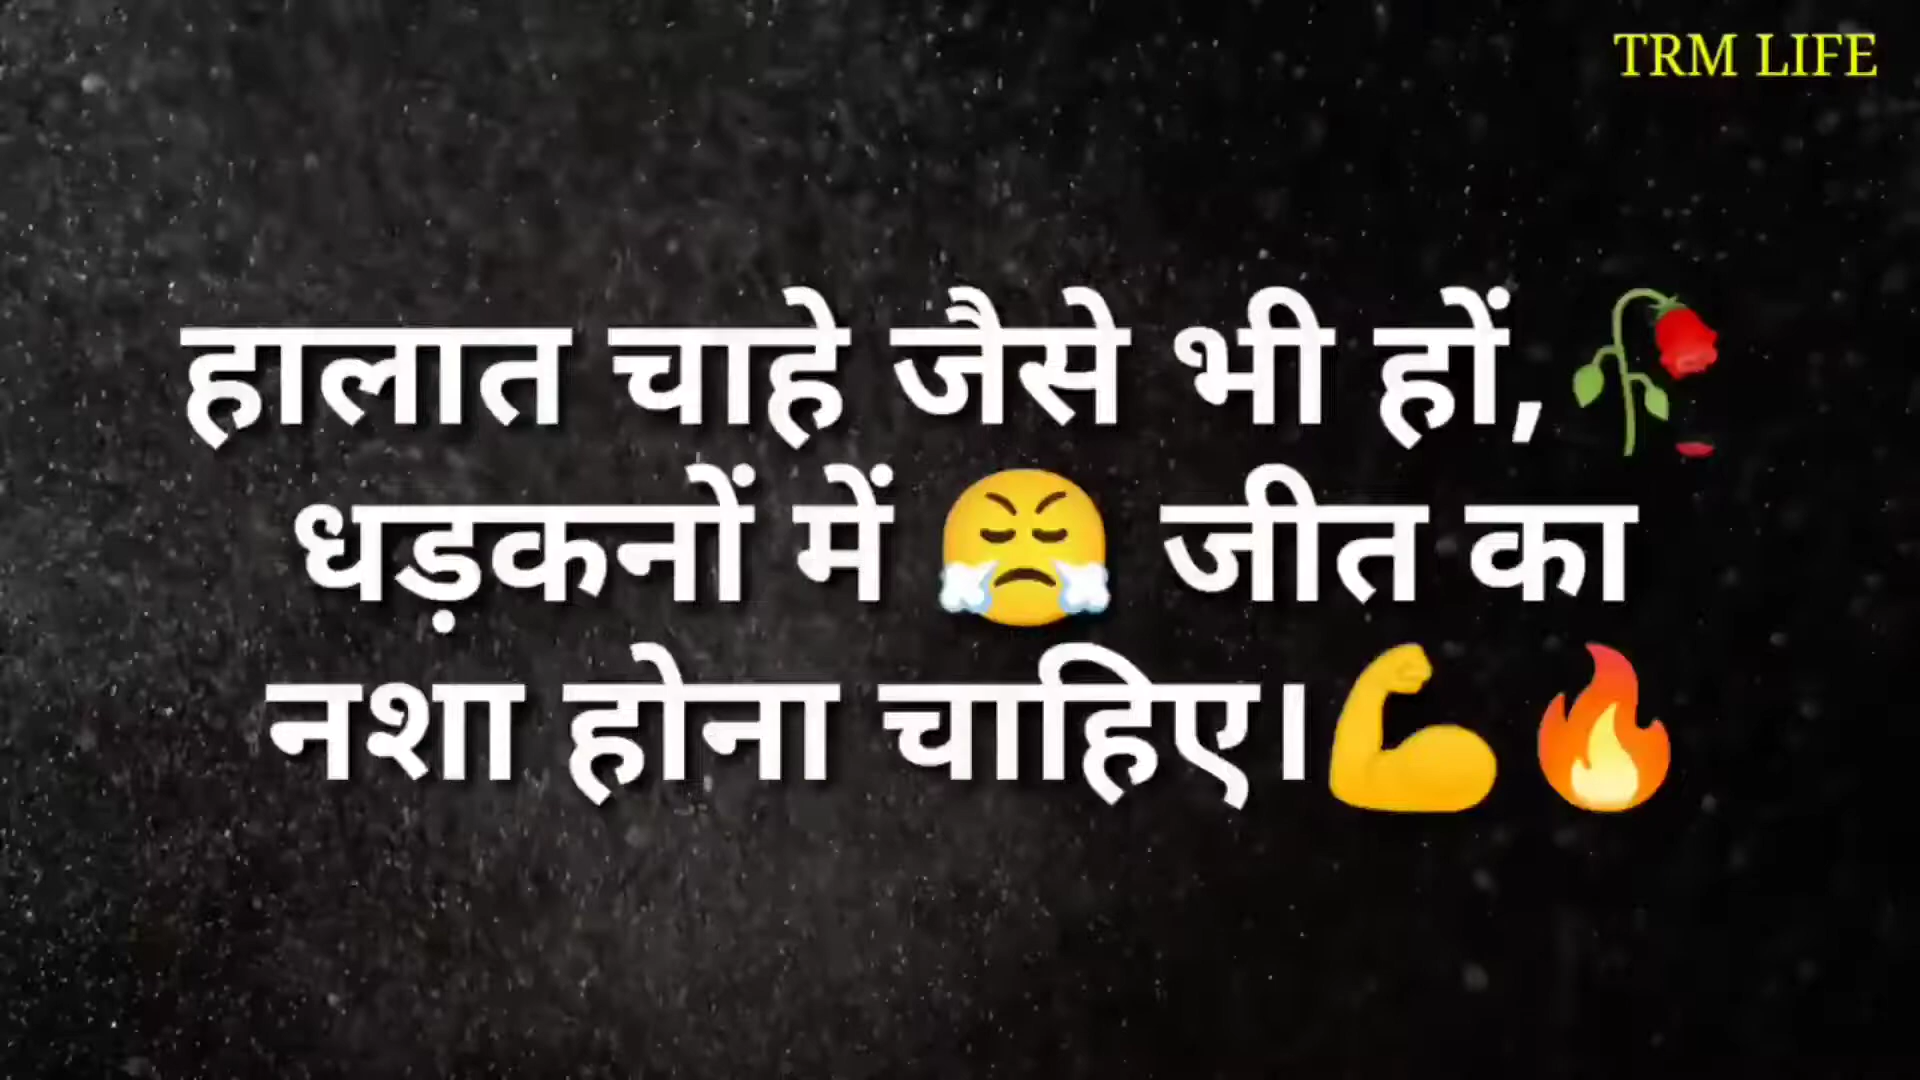 TRM LIFE
हालात चाहे जैसे भी हों,🥀
धड़कनों में 😤 जीत का
नशा होना चाहिए।💪🔥